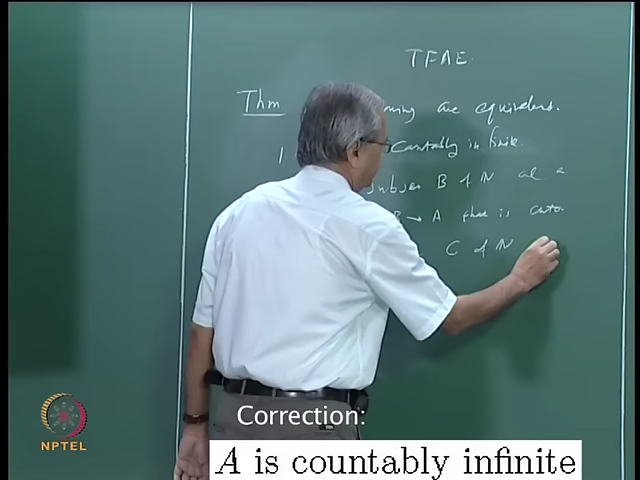 TFAE.
Thm are equivalent.
1 Countably infinite.
subset B of ℕ and a
B → A that is onto
C of ℕ
NPTEL
Correction:
A is countably infinite